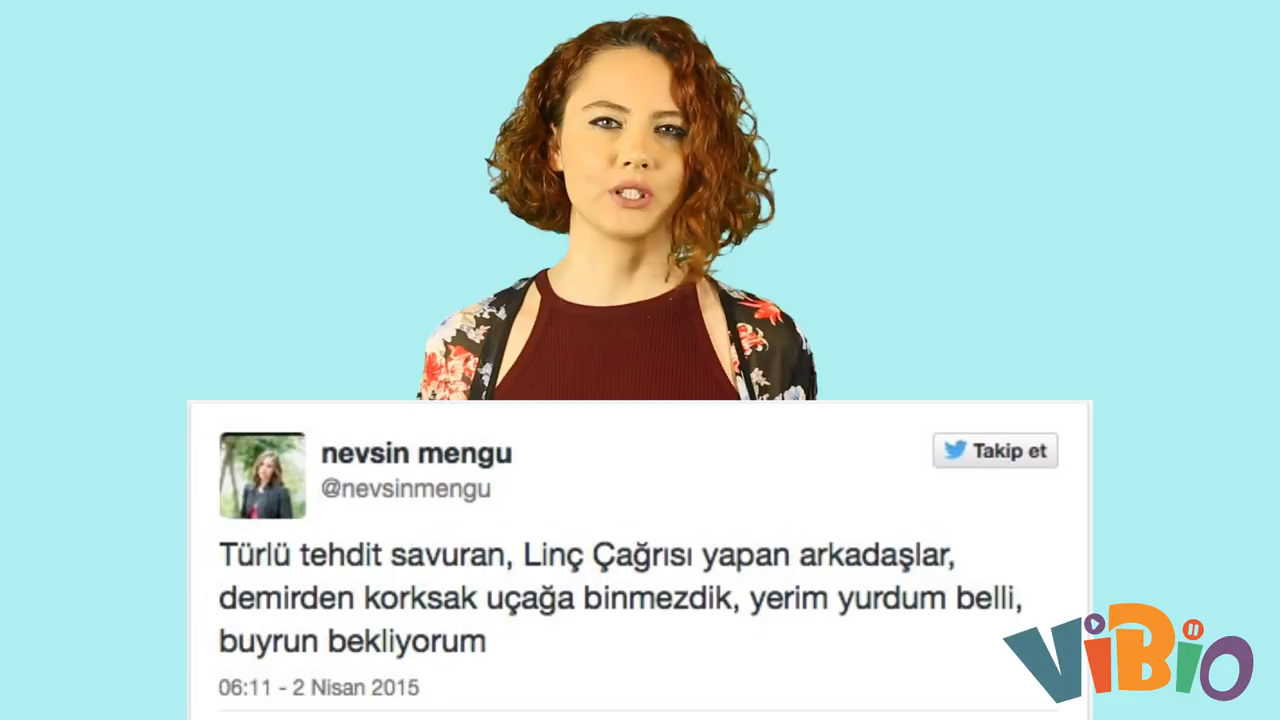 nevsin mengu
@nevsinmengu
Takip et
Türlü tehdit savuran, Linç Çağrısı yapan arkadaşlar,
demirden korksak uçağa binmezdik, yerim yurdum belli,
buyrun bekliyorum
06:11 - 2 Nisan 2015
ViBiO